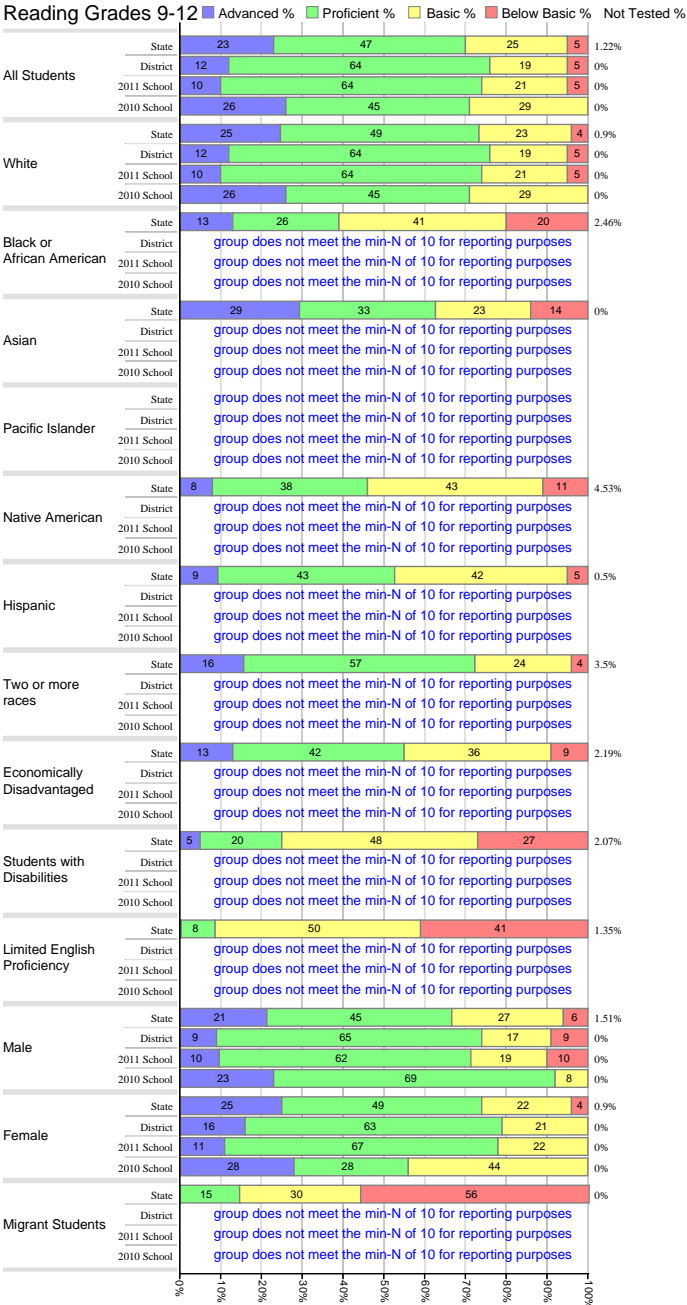 Reading Grades 9-12 Advanced % Proficient % Basic % Below Basic % Not Tested %
All Students
State 23 47 25 5 1.22%
District 12 64 19 5 0%
2011 School 10 64 21 5 0%
2010 School 26 45 29 0%
White
State 25 49 23 4 0.9%
District 12 64 19 5 0%
2011 School 10 64 21 5 0%
2010 School 26 45 29 0%
Black or
African American
State 13 26 41 20 2.46%
District group does not meet the min-N of 10 for reporting purposes
2011 School group does not meet the min-N of 10 for reporting purposes
2010 School group does not meet the min-N of 10 for reporting purposes
Asian
State 29 33 23 14 0%
District group does not meet the min-N of 10 for reporting purposes
2011 School group does not meet the min-N of 10 for reporting purposes
2010 School group does not meet the min-N of 10 for reporting purposes
Pacific Islander
State group does not meet the min-N of 10 for reporting purposes
District group does not meet the min-N of 10 for reporting purposes
2011 School group does not meet the min-N of 10 for reporting purposes
2010 School group does not meet the min-N of 10 for reporting purposes
Native American
State 8 38 43 11 4.53%
District group does not meet the min-N of 10 for reporting purposes
2011 School group does not meet the min-N of 10 for reporting purposes
2010 School group does not meet the min-N of 10 for reporting purposes
Hispanic
State 9 43 42 5 0.5%
District group does not meet the min-N of 10 for reporting purposes
2011 School group does not meet the min-N of 10 for reporting purposes
2010 School group does not meet the min-N of 10 for reporting purposes
Two or more
races
State 16 57 24 4 3.5%
District group does not meet the min-N of 10 for reporting purposes
2011 School group does not meet the min-N of 10 for reporting purposes
2010 School group does not meet the min-N of 10 for reporting purposes
Economically
Disadvantaged
State 13 42 36 9 2.19%
District group does not meet the min-N of 10 for reporting purposes
2011 School group does not meet the min-N of 10 for reporting purposes
2010 School group does not meet the min-N of 10 for reporting purposes
Students with
Disabilities
State 5 20 48 27 2.07%
District group does not meet the min-N of 10 for reporting purposes
2011 School group does not meet the min-N of 10 for reporting purposes
2010 School group does not meet the min-N of 10 for reporting purposes
Limited English
Proficiency
State 8 50 41 1.35%
District group does not meet the min-N of 10 for reporting purposes
2011 School group does not meet the min-N of 10 for reporting purposes
2010 School group does not meet the min-N of 10 for reporting purposes
Male
State 21 45 27 6 1.51%
District 9 65 17 9 0%
2011 School 10 62 19 10 0%
2010 School 23 69 8 0%
Female
State 25 49 22 4 0.9%
District 16 63 21 0%
2011 School 11 67 22 0%
2010 School 28 28 44 0%
Migrant Students
State 15 30 56 0%
District group does not meet the min-N of 10 for reporting purposes
2011 School group does not meet the min-N of 10 for reporting purposes
2010 School group does not meet the min-N of 10 for reporting purposes
0% 10% 20% 30% 40% 50% 60% 70% 80% 90% 100%